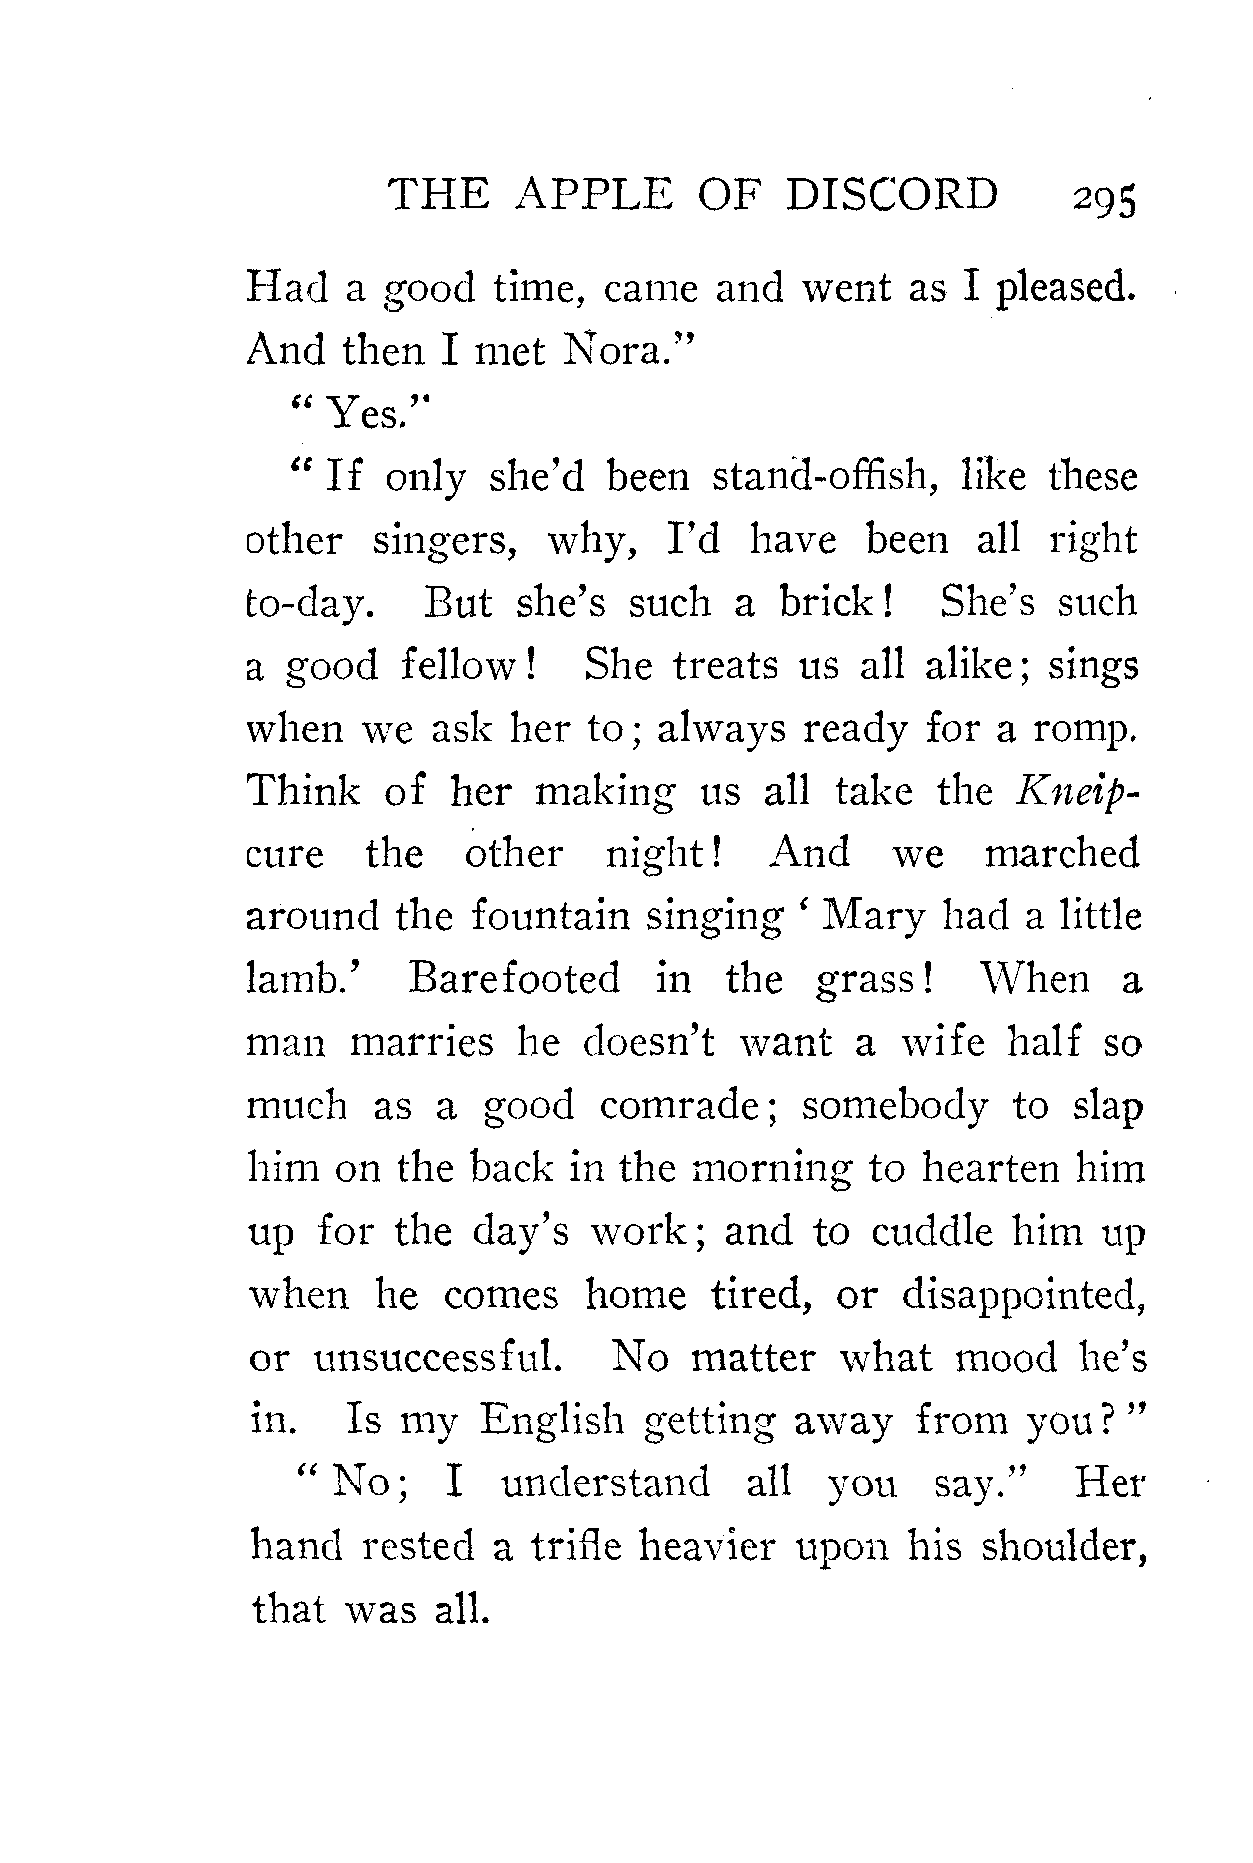 THE APPLE OF DISCORD 295
Had a good time, came and went as I pleased.
And then I met Nora."
"Yes."
"If only she'd been stand-offish, like these
other singers, why, I'd have been all right
to-day. But she's such a brick! She's such
a good fellow! She treats us all alike; sings
when we ask her to; always ready for a romp.
Think of her making us all take the Kneip-
cure the other night! And we marched
around the fountain singing 'Mary had a little
lamb.' Barefooted in the grass! When a
man marries he doesn't want a wife half so
much as a good comrade; somebody to slap
him on the back in the morning to hearten him
up for the day's work; and to cuddle him up
when he comes home tired, or disappointed,
or unsuccessful. No matter what mood he's
in. Is my English getting away from you?"
"No; I understand all you say." Her
hand rested a trifle heavier upon his shoulder,
that was all.